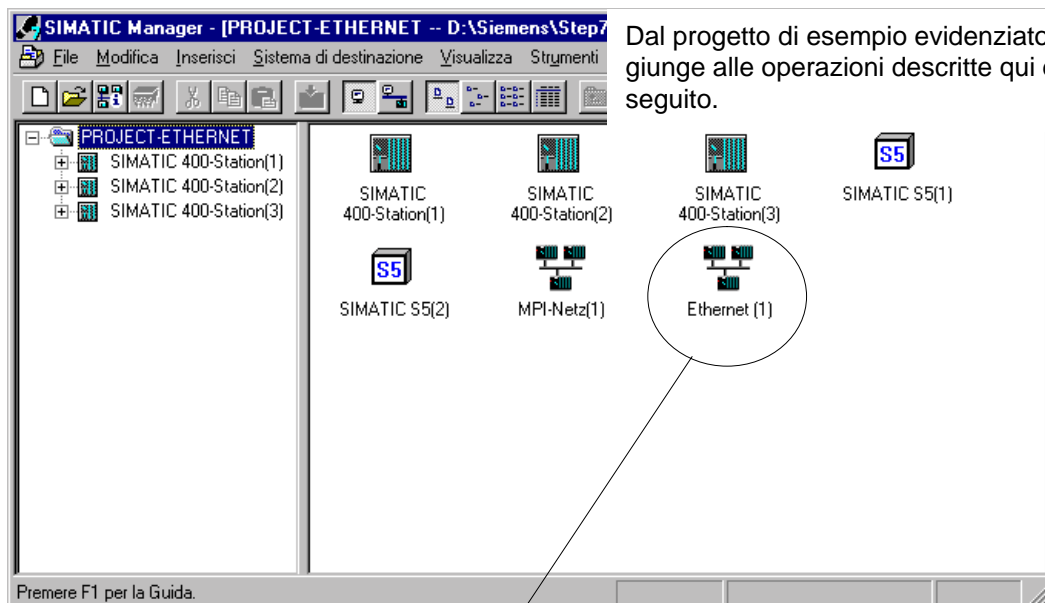 SIMATIC Manager - [PROJECT-ETHERNET -- D:\Siemens\Step7
Dal progetto di esempio evidenziato
giunge alle operazioni descritte qui
seguito.
File Modifica Inserisci Sistema di destinazione Visualizza Strumenti
PROJECT-ETHERNET
SIMATIC 400-Station(1)
SIMATIC 400-Station(2)
SIMATIC 400-Station(3)
SIMATIC
400-Station(1)
SIMATIC
400-Station(2)
SIMATIC
400-Station(3)
S5
SIMATIC S5(1)
S5
SIMATIC S5(2)
MPI-Netz(1)
Ethernet (1)
Premere F1 per la Guida.